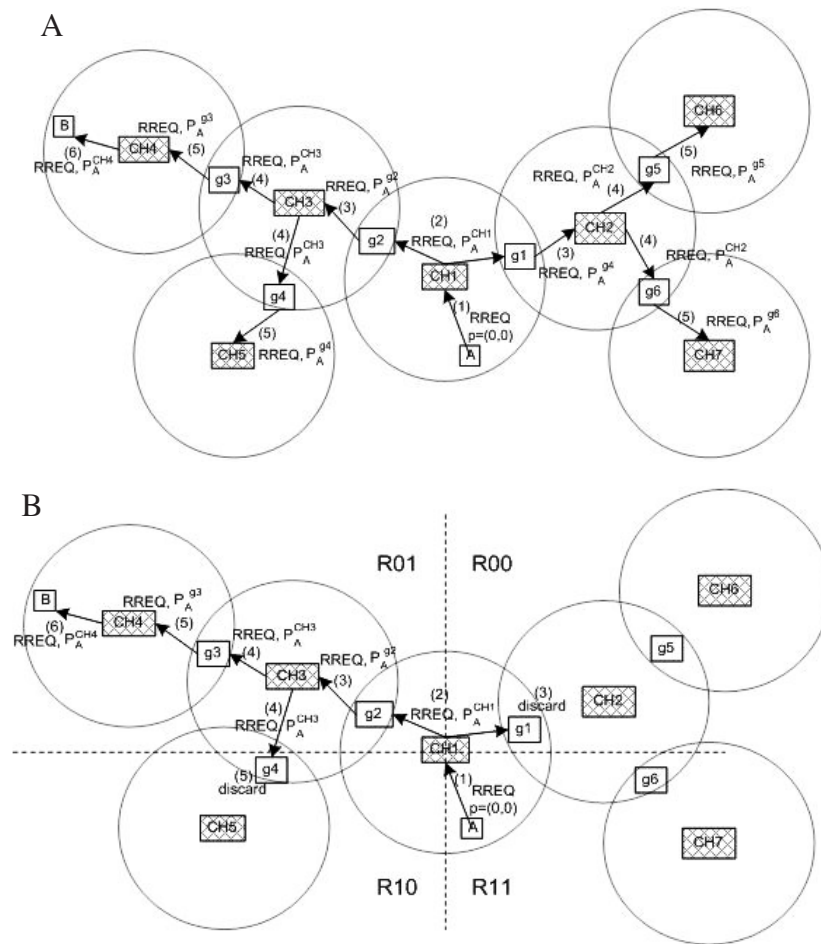 A
B
CH4
RREQ, P_A^g3
(5)
(6)
RREQ, P_A^CH4
g3
RREQ, P_A^CH3
(4)
CH3
RREQ, P_A^g2
(3)
(4)
RREQ, P_A^CH3
g4
(5)
CH5
RREQ, P_A^g4
g2
(2)
RREQ, P_A^CH1
CH1
(1)
RREQ
p=(0,0)
A
g1
(3)
RREQ, P_A^g4
CH2
RREQ, P_A^CH2
(4)
g5
(5)
CH6
RREQ, P_A^g5
(4)
RREQ, P_A^CH2
g6
(5)
RREQ, P_A^g6
CH7
B
R01
R00
B
CH4
RREQ, P_A^g3
(5)
(6)
RREQ, P_A^CH4
g3
RREQ, P_A^CH3
(4)
CH3
RREQ, P_A^g2
(3)
(4)
RREQ, P_A^CH3
g4
(5)
discard
CH5
g2
(2)
RREQ, P_A^CH1
CH1
(1)
RREQ
p=(0,0)
A
(3)
discard
g1
CH2
g5
CH6
g6
CH7
R10
R11